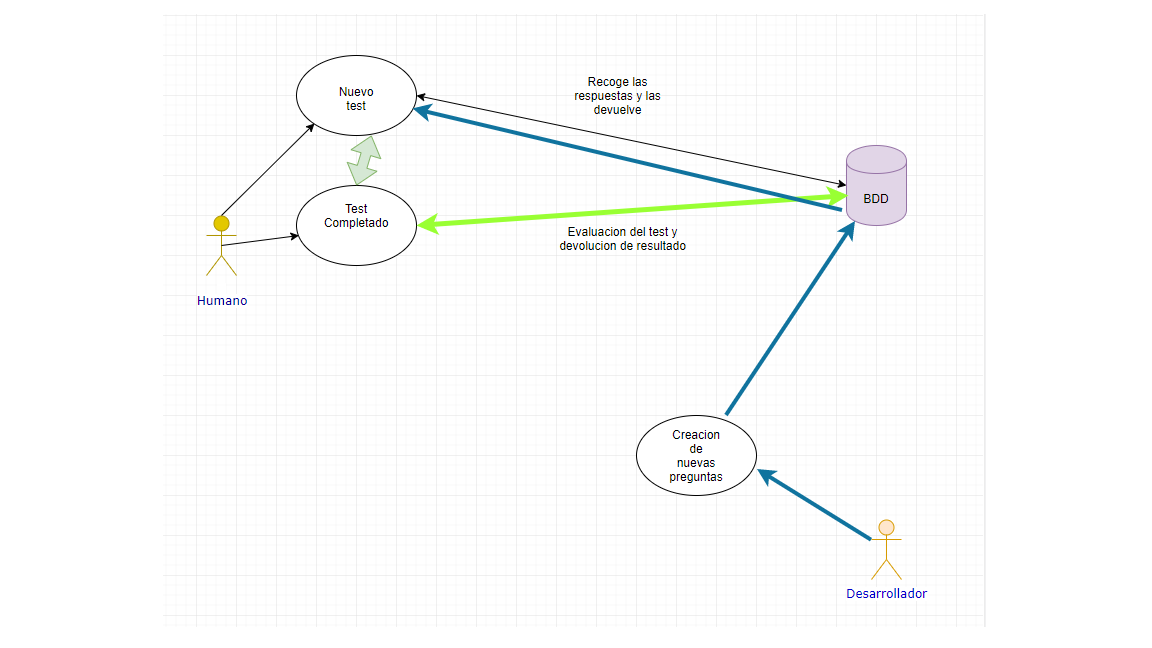 Nuevo
test
Recoge las
respuestas y las
devuelve
BDD
Test
Completado
Evaluacion del test y
devolucion de resultado
Humano
Creacion
de
nuevas
preguntas
Desarrollador